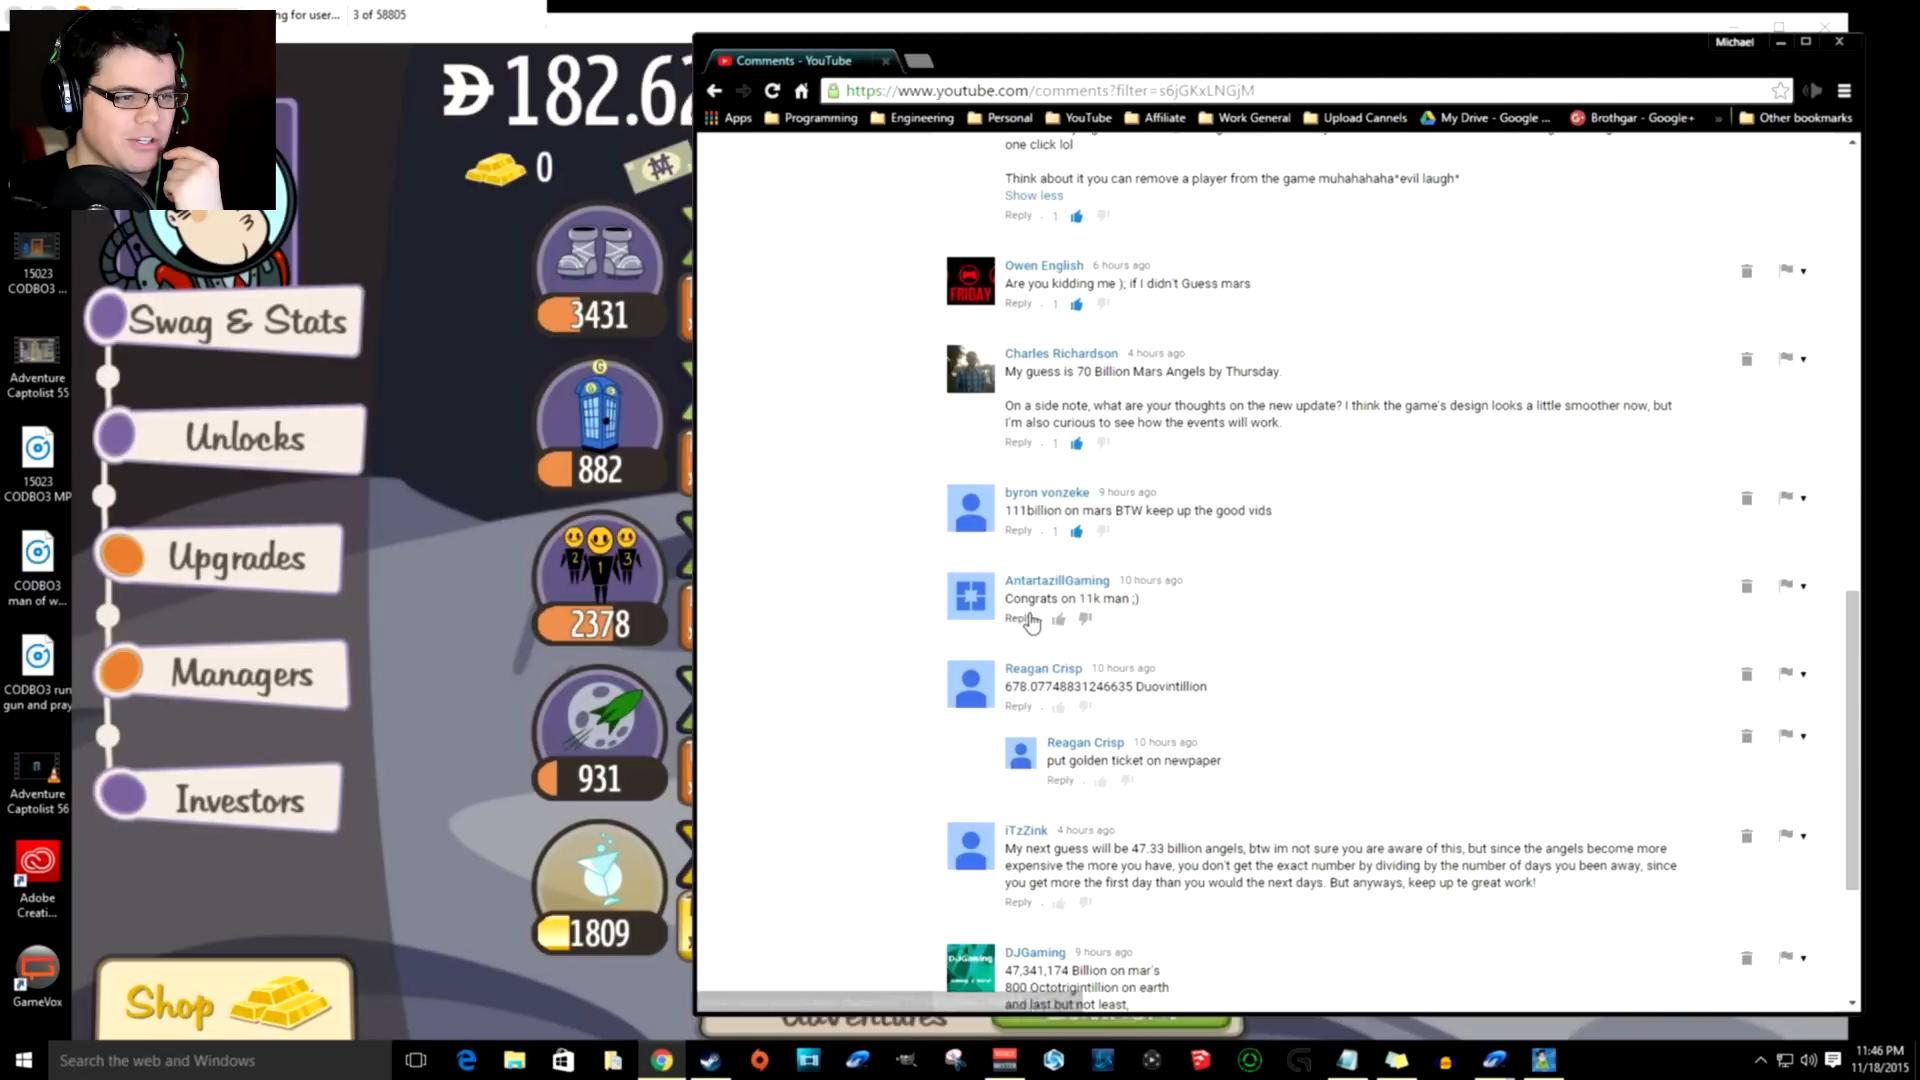 ng for user...
3 of 58805
182.62
0
3431
882
2378
931
1809
Swag & Stats
Unlocks
Upgrades
Managers
Investors
Shop
15023
CODBO3 ...
Adventure
Captolist 55
15023
CODBO3 MP
CODBO3
man of w...
CODBO3 run
gun and pray
Adventure
Captolist 56
Adobe
Creati...
GameVox
Michael
Comments - YouTube
https://www.youtube.com/comments?filter=s6jGKxLNGjM
Apps
Programming
Engineering
Personal
YouTube
Affiliate
Work General
Upload Channels
My Drive - Google ...
Brothgar - Google+
»
Other bookmarks
one click lol
Think about it you can remove a player from the game muhahahaha*evil laugh*
Show less
Reply · 1
Owen English 6 hours ago
Are you kidding me ); if I didn't Guess mars
Reply · 1
FRIDAY
Charles Richardson 4 hours ago
My guess is 70 Billion Mars Angels by Thursday.
On a side note, what are your thoughts on the new update? I think the game's design looks a little smoother now, but
I'm also curious to see how the events will work.
Reply · 1
byron vonzeke 9 hours ago
111billion on mars BTW keep up the good vids
Reply · 1
AntartazillGaming 10 hours ago
Congrats on 11k man ;)
Reply
Reagan Crisp 10 hours ago
678.07748831246635 Duovintillion
Reply ·
Reagan Crisp 10 hours ago
put golden ticket on newpaper
Reply ·
iTzZink 4 hours ago
My next guess will be 47.33 billion angels, btw im not sure you are aware of this, but since the angels become more
expensive the more you have, you don't get the exact number by dividing by the number of days you been away, since
you get more the first day than you would the next days. But anyways, keep up te great work!
Reply ·
DJGaming 9 hours ago
47,341,174 Billion on mar's
800 Octotrigintillion on earth
and last but not least,
DJGaming
adventures
Search the web and Windows
11:46 PM
11/18/2015